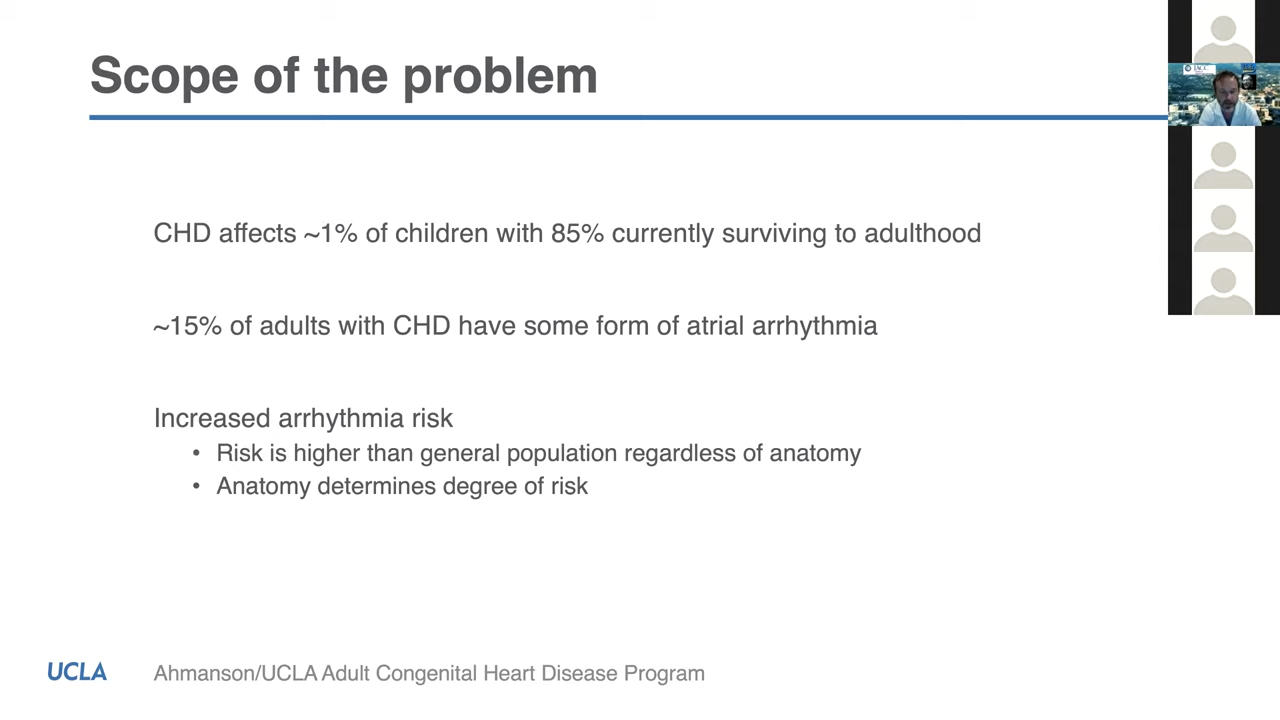 Scope of the problem
CHD affects ~1% of children with 85% currently surviving to adulthood
~15% of adults with CHD have some form of atrial arrhythmia
Increased arrhythmia risk
• Risk is higher than general population regardless of anatomy
• Anatomy determines degree of risk
UCLA Ahmanson/UCLA Adult Congenital Heart Disease Program